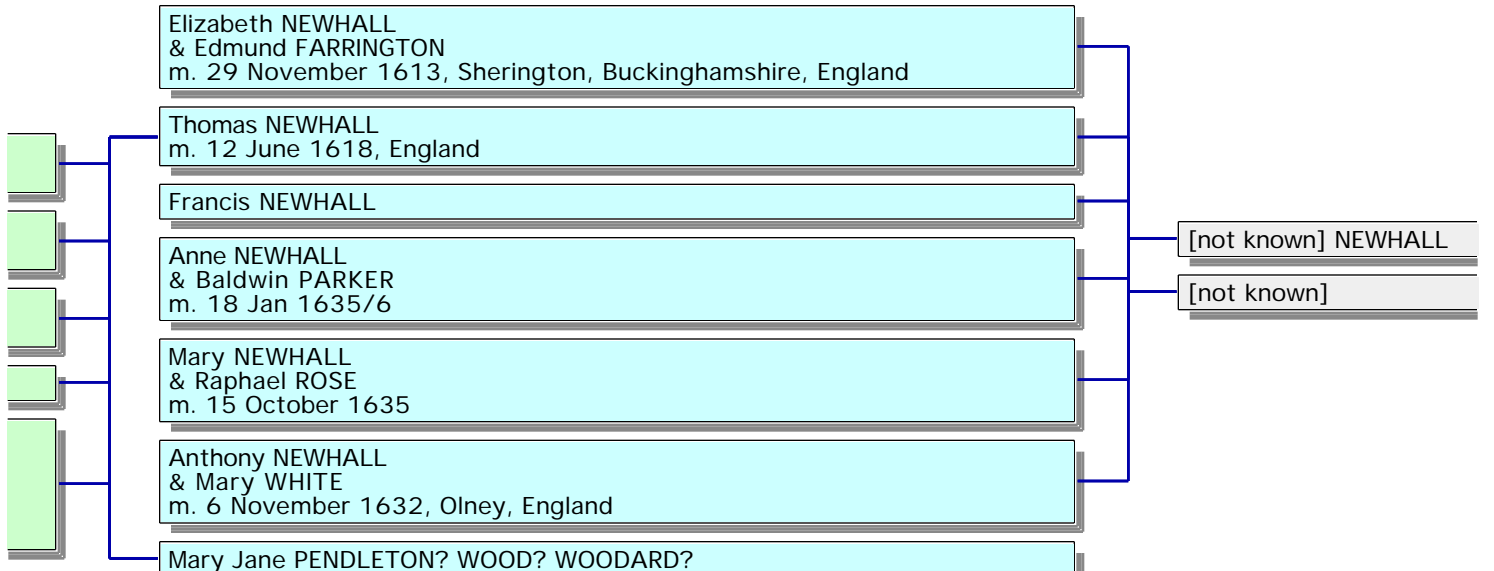 Elizabeth NEWHALL
& Edmund FARRINGTON
m. 29 November 1613, Sherington, Buckinghamshire, England
Thomas NEWHALL
m. 12 June 1618, England
Francis NEWHALL
Anne NEWHALL
& Baldwin PARKER
m. 18 Jan 1635/6
Mary NEWHALL
& Raphael ROSE
m. 15 October 1635
Anthony NEWHALL
& Mary WHITE
m. 6 November 1632, Olney, England
Mary Jane PENDLETON? WOOD? WOODARD?
[not known] NEWHALL
[not known]